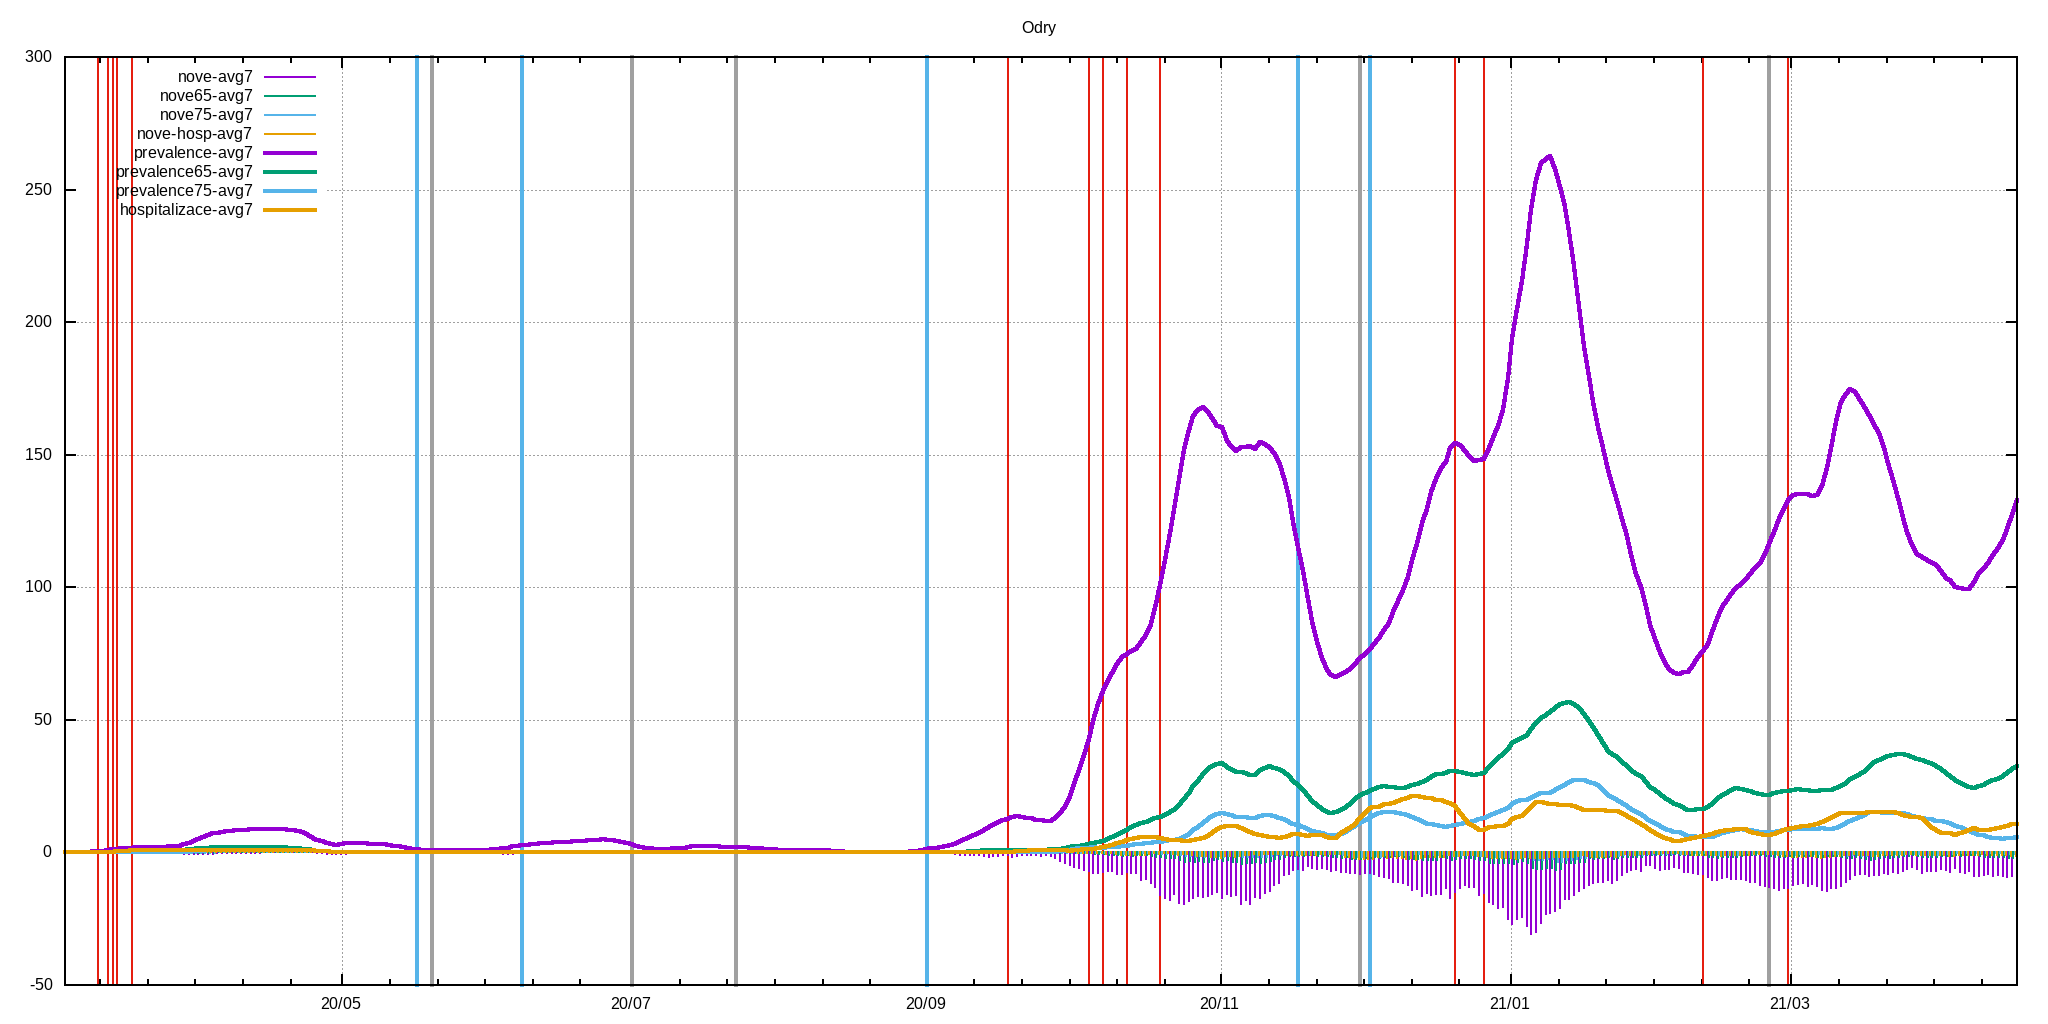 Odry
300
250
200
150
100
50
0
-50
nove-avg7
nove65-avg7
nove75-avg7
nove-hosp-avg7
prevalence-avg7
prevalence65-avg7
prevalence75-avg7
hospitalizace-avg7
20/05 20/07 20/09 20/11 21/01 21/03